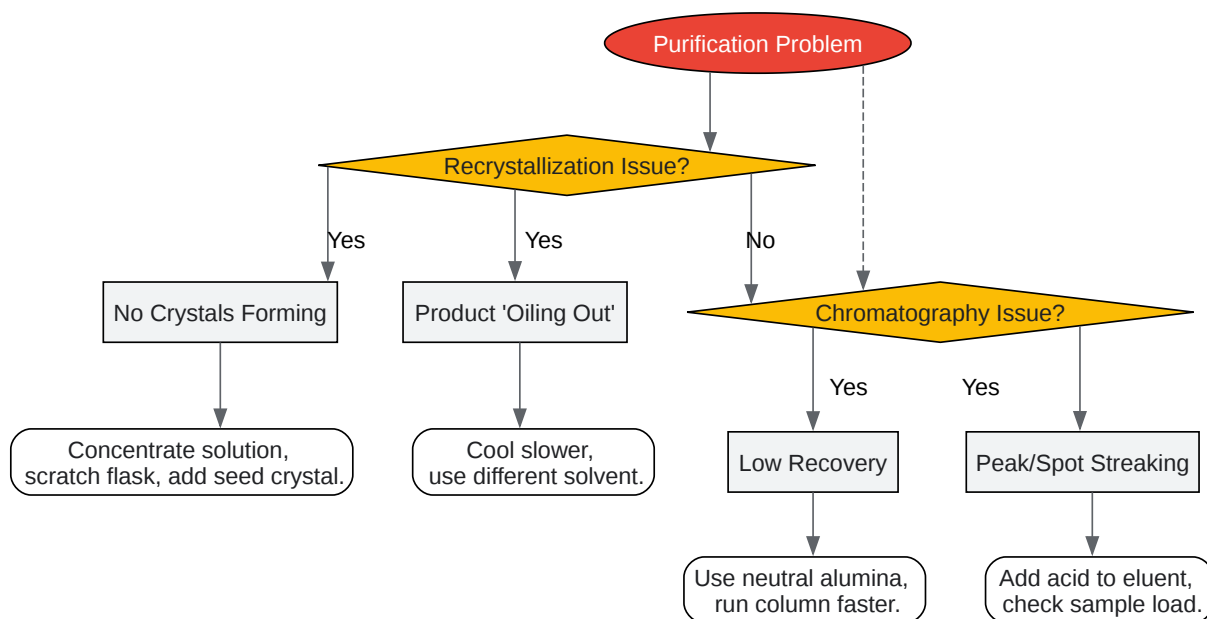 Purification Problem
Recrystallization Issue?
Yes
Yes
No
No Crystals Forming
Product 'Oiling Out'
Chromatography Issue?
Yes
Yes
Concentrate solution,
scratch flask, add seed crystal.
Cool slower,
use different solvent.
Low Recovery
Peak/Spot Streaking
Use neutral alumina,
run column faster.
Add acid to eluent,
check sample load.